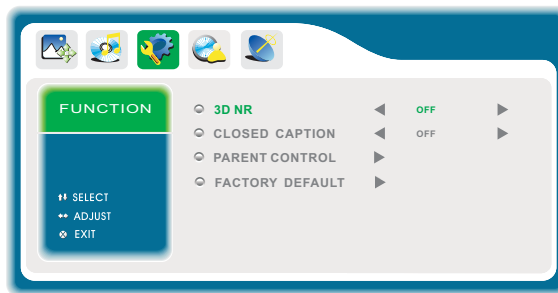 FUNCTION
SELECT
ADJUST
EXIT
3D NR OFF
CLOSED CAPTION OFF
PARENT CONTROL
FACTORY DEFAULT